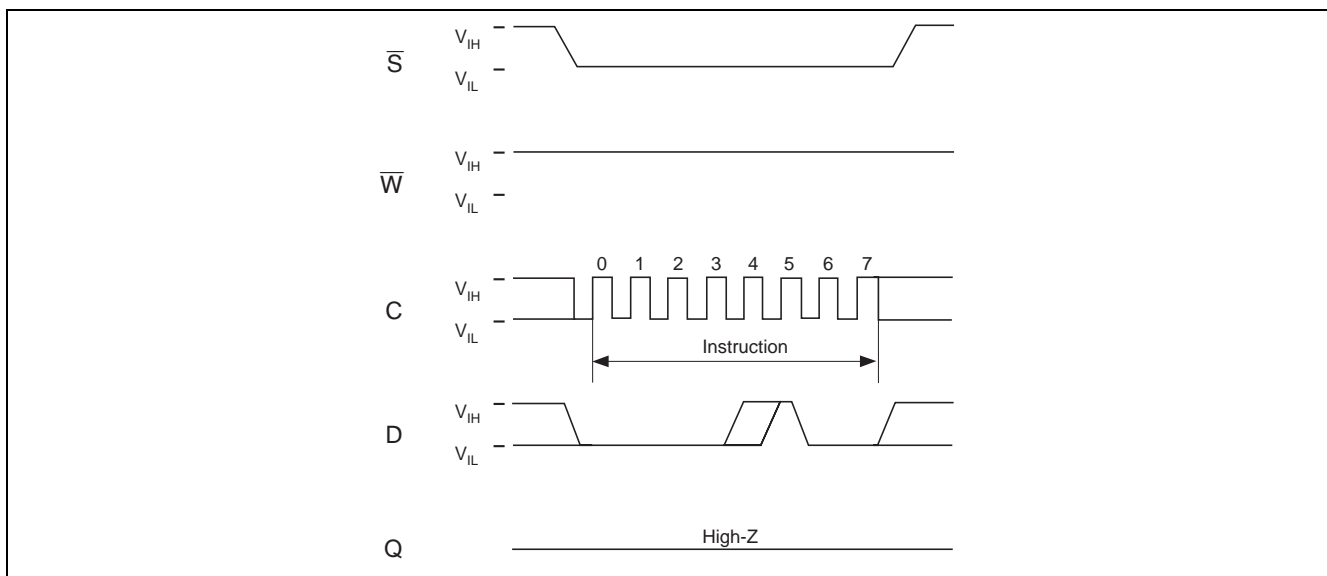 V_IH
S̅
V_IL
V_IH
W̅
V_IL
0 1 2 3 4 5 6 7
V_IH
C
V_IL
Instruction
V_IH
D
V_IL
High-Z
Q